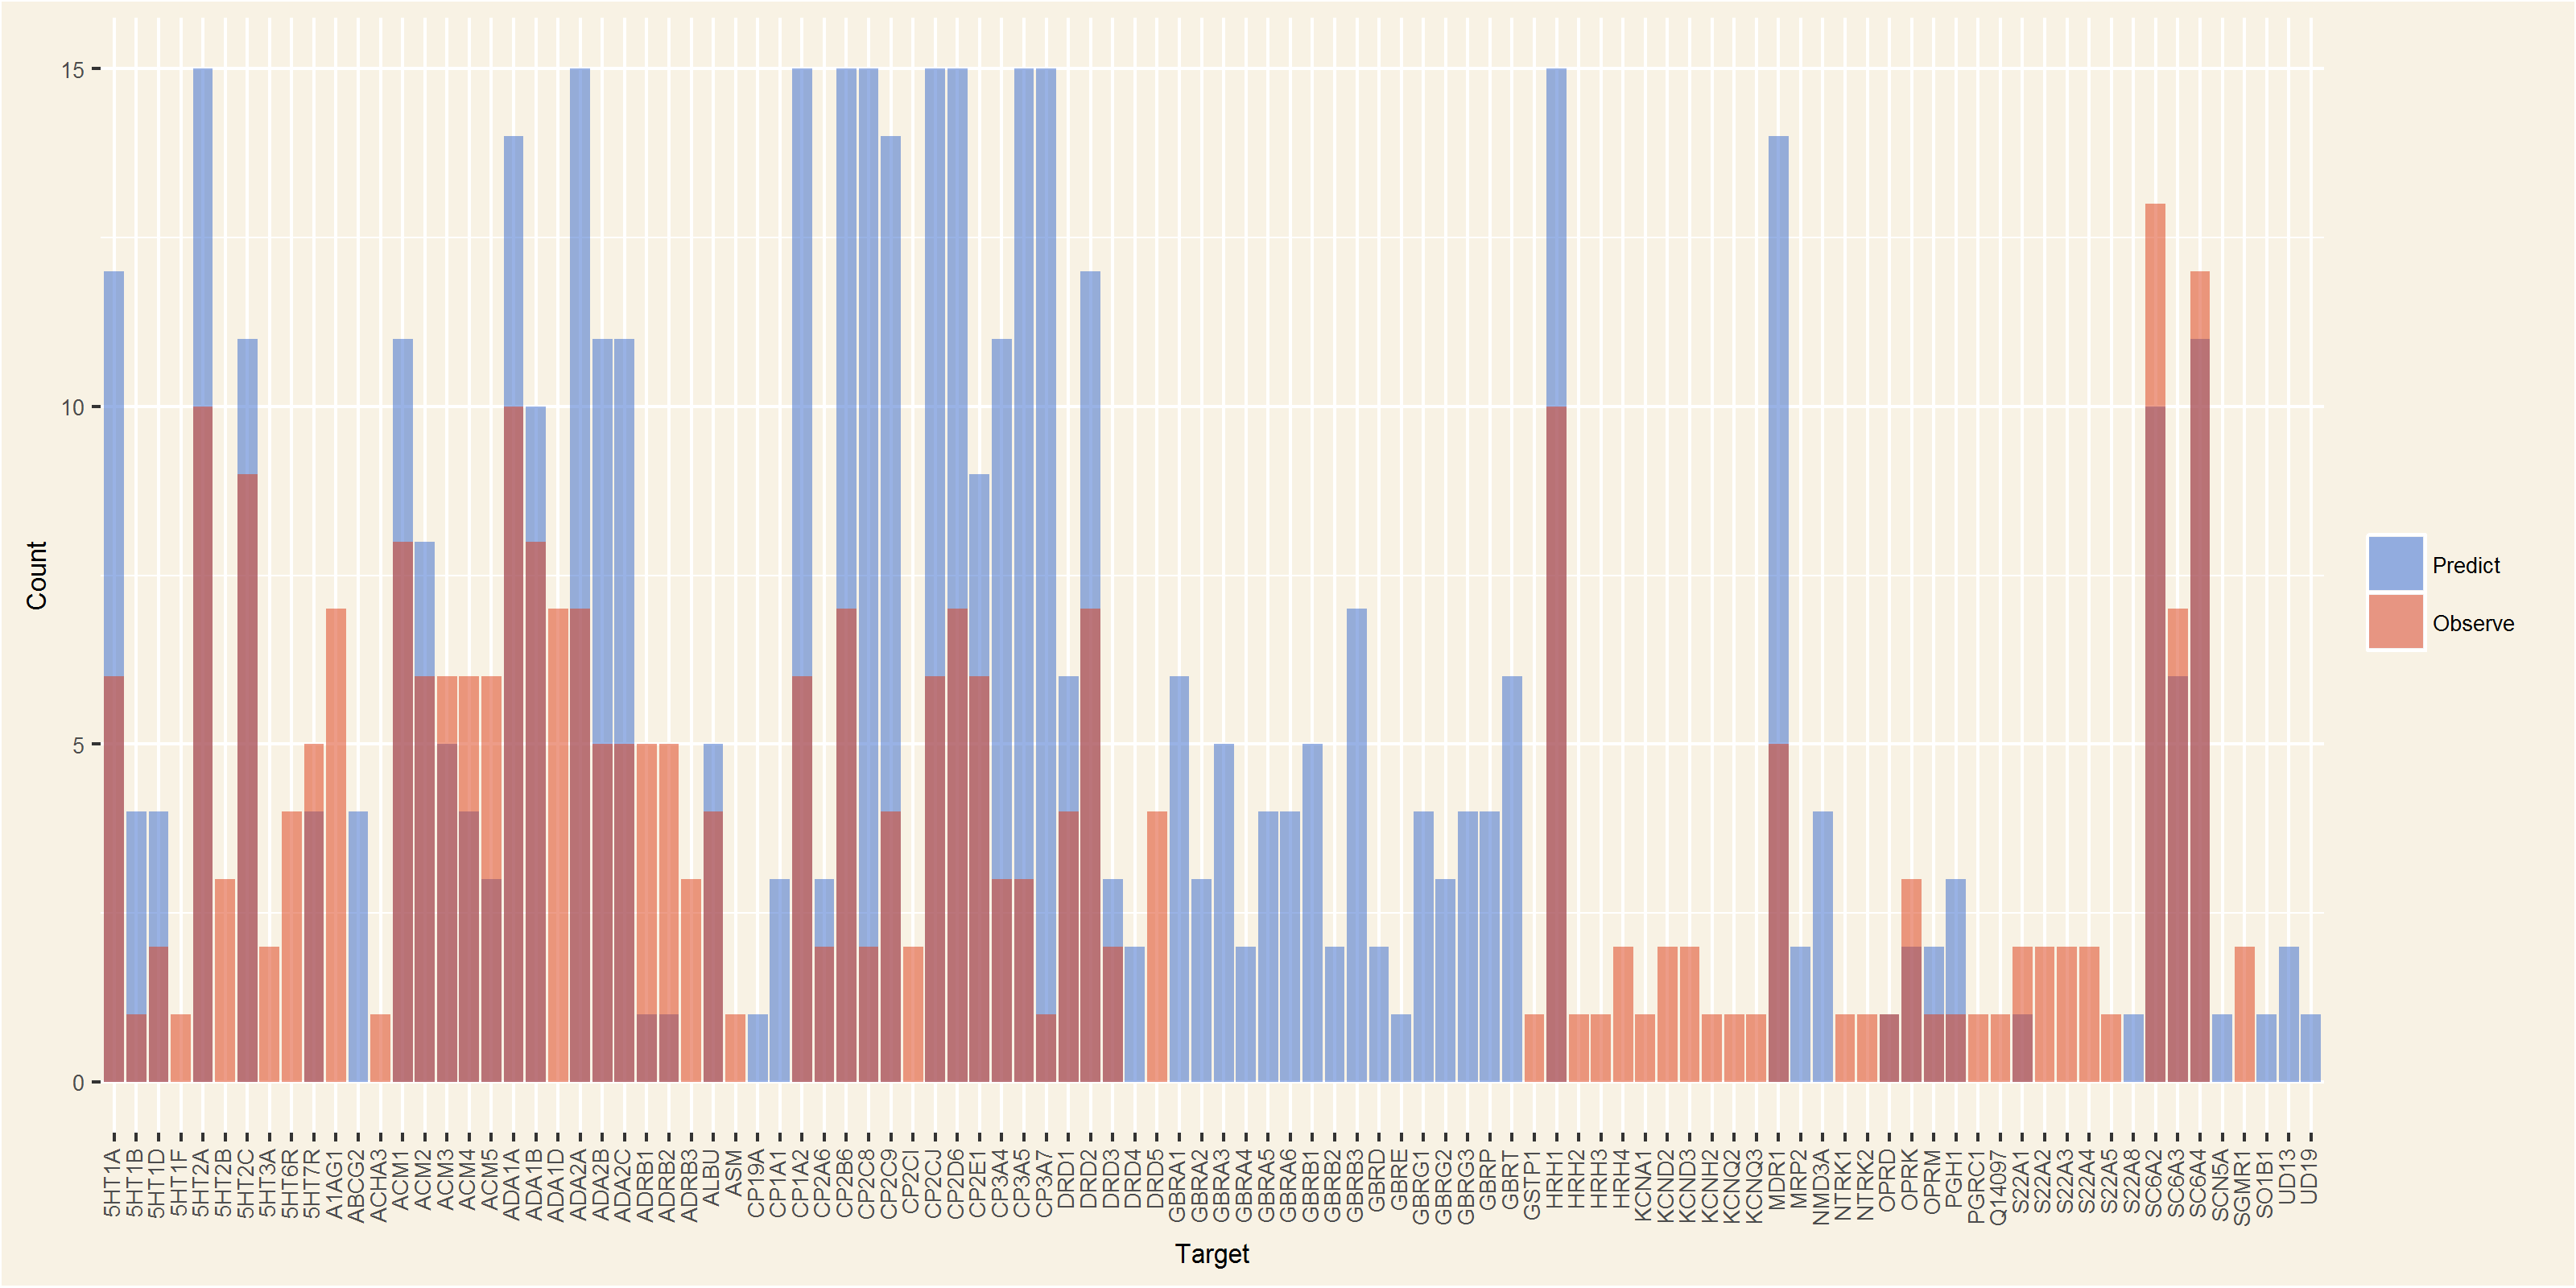 15
10
5
0
Count
5HT1A
5HT1B
5HT1D
5HT1F
5HT2A
5HT2B
5HT2C
5HT3A
5HT6R
5HT7R
A1AG1
ABCG2
ACHA3
ACM1
ACM2
ACM3
ACM4
ACM5
ADA1A
ADA1B
ADA1D
ADA2A
ADA2B
ADA2C
ADRB1
ADRB2
ADRB3
ALBU
ASM
CP19A
CP1A1
CP1A2
CP2A6
CP2B6
CP2C8
CP2C9
CP2CI
CP2CJ
CP2D6
CP2E1
CP3A4
CP3A5
CP3A7
DRD1
DRD2
DRD3
DRD4
DRD5
GBRA1
GBRA2
GBRA3
GBRA4
GBRA5
GBRA6
GBRB1
GBRB2
GBRB3
GBRD
GBRE
GBRG1
GBRG2
GBRG3
GBRP
GBRT
GSTP1
HRH1
HRH2
HRH3
HRH4
KCNA1
KCND2
KCND3
KCNH2
KCNQ2
KCNQ3
MDR1
MRP2
NMD3A
NTRK1
NTRK2
OPRD
OPRK
OPRM
PGH1
PGRC1
Q14097
S22A1
S22A2
S22A3
S22A4
S22A5
S22A8
SC6A2
SC6A3
SC6A4
SCN5A
SGMR1
SO1B1
UD13
UD19
Target
Predict
Observe